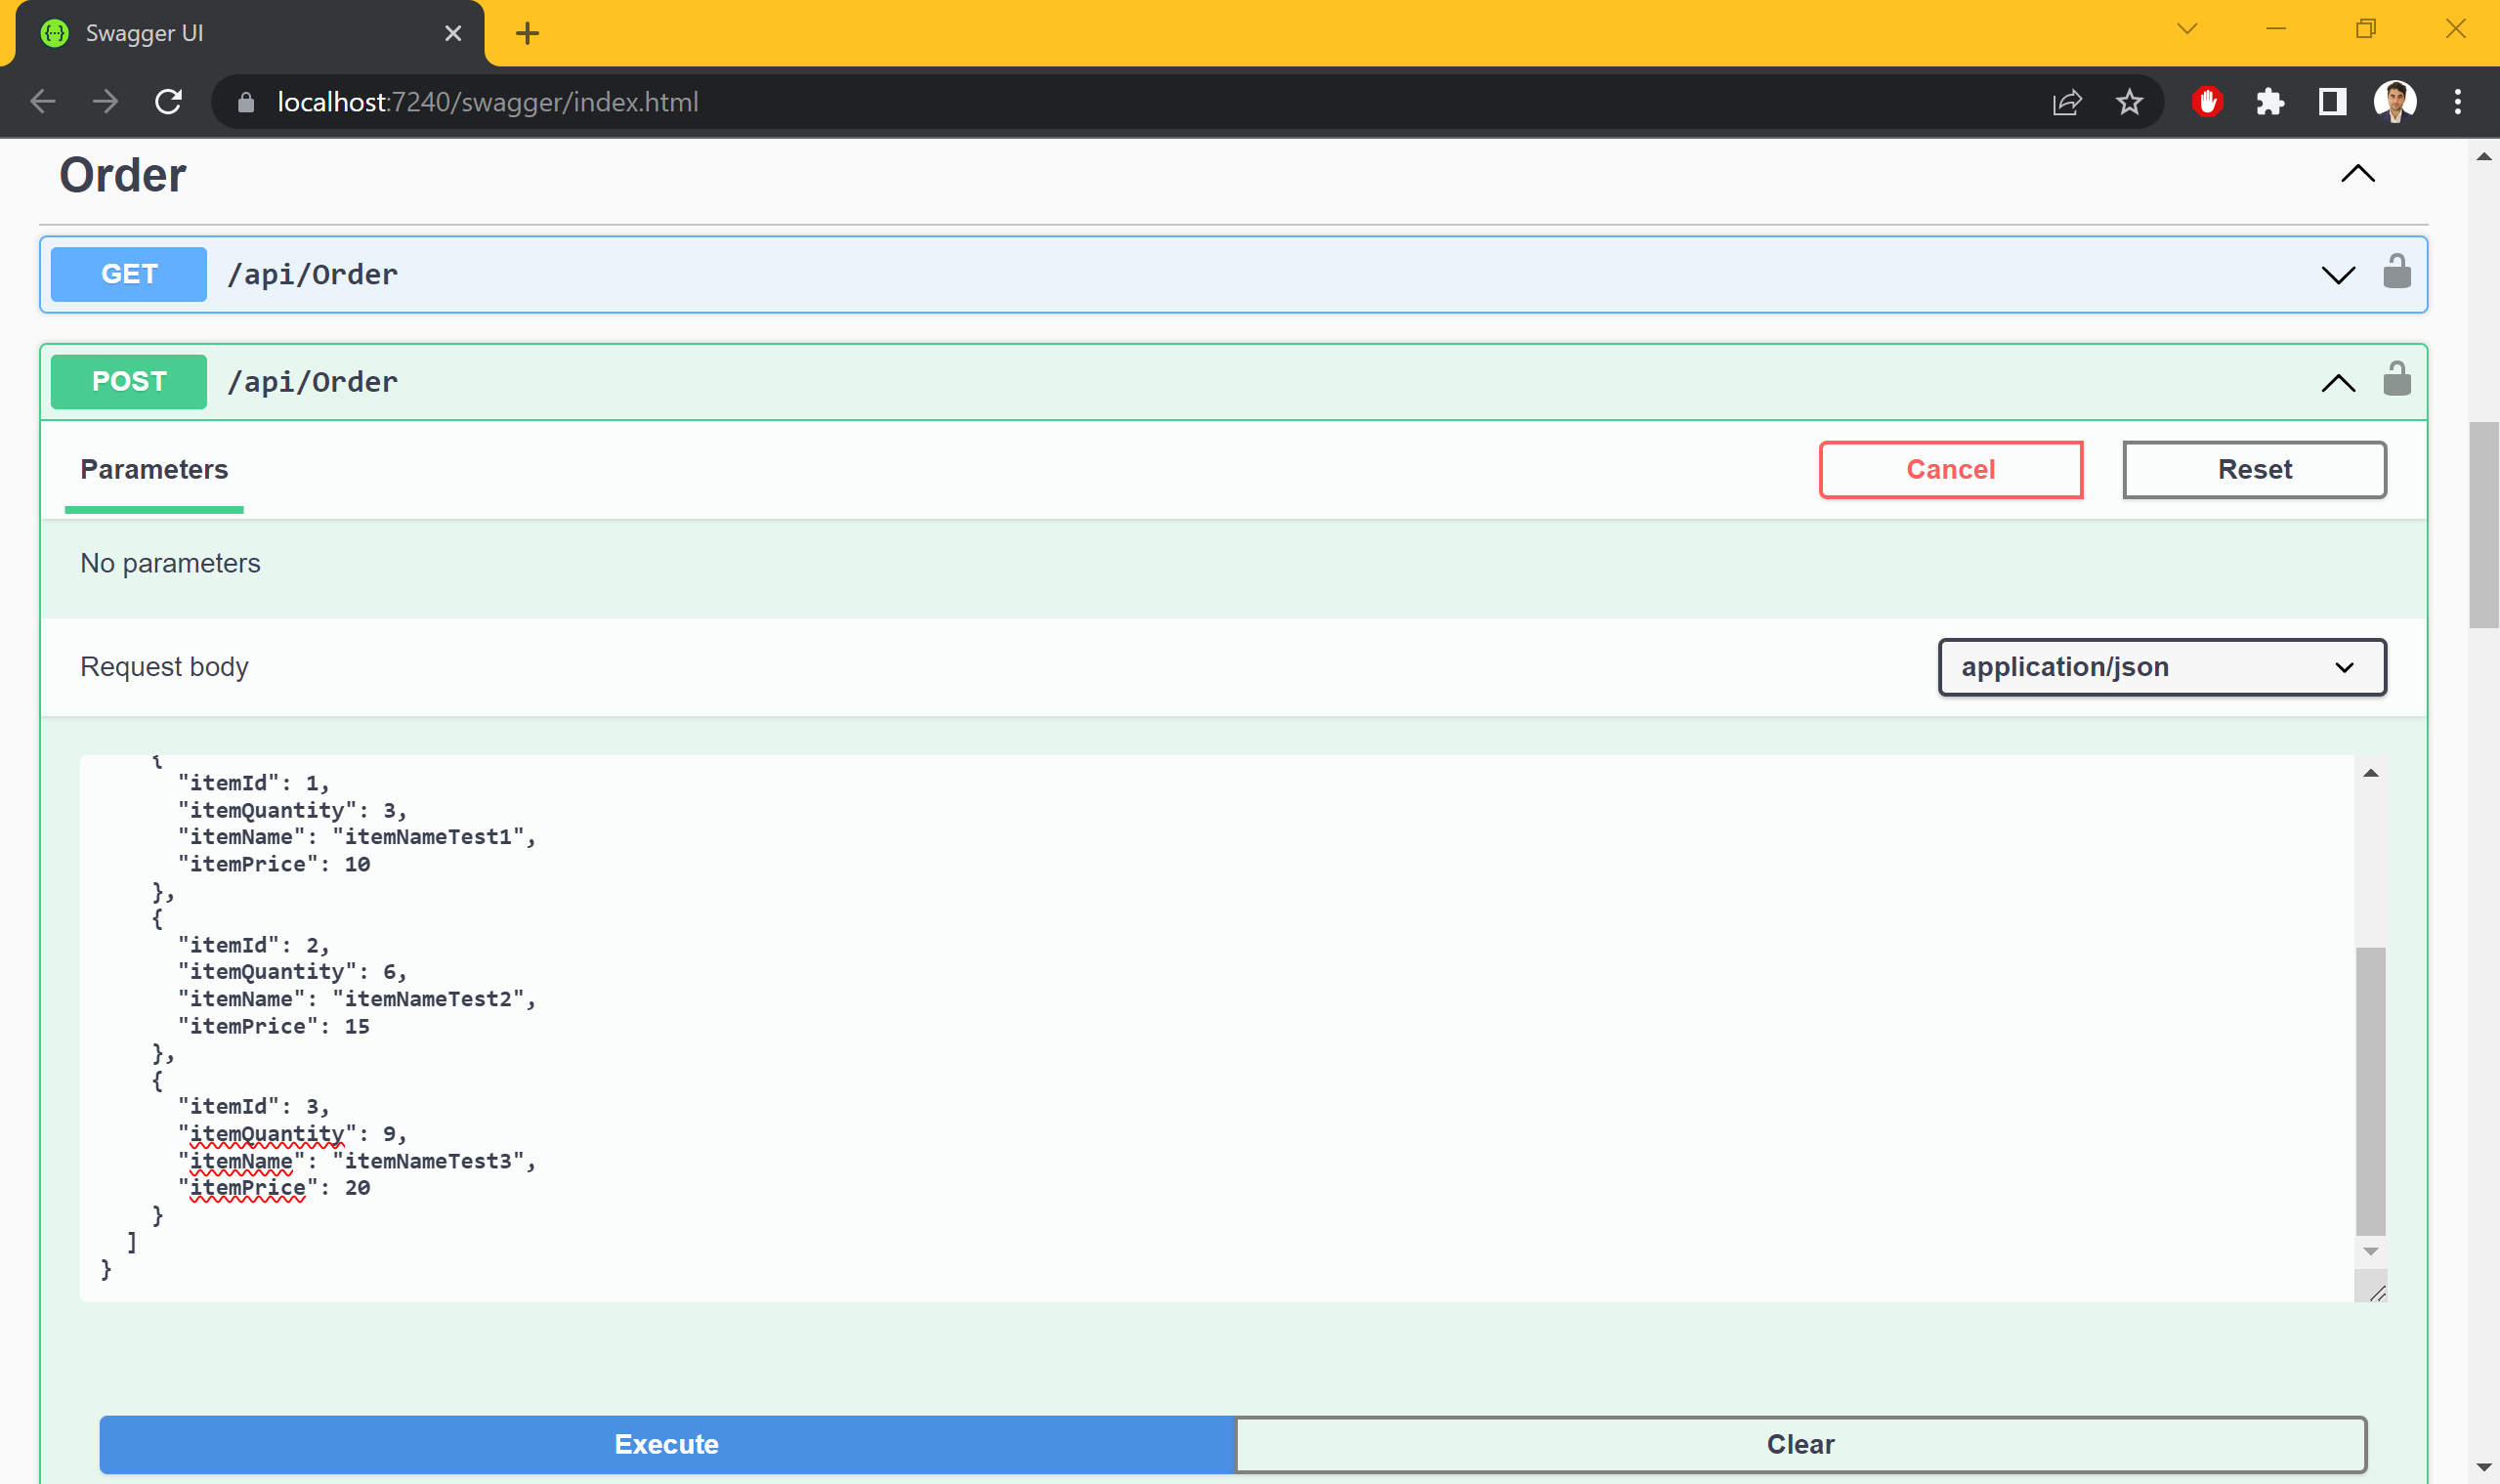 Swagger UI
localhost:7240/swagger/index.html
Order
GET /api/Order
POST /api/Order
Parameters
Cancel
Reset
No parameters
Request body
application/json
{
"itemId": 1,
"itemQuantity": 3,
"itemName": "itemNameTest1",
"itemPrice": 10
},
{
"itemId": 2,
"itemQuantity": 6,
"itemName": "itemNameTest2",
"itemPrice": 15
},
{
"itemId": 3,
"itemQuantity": 9,
"itemName": "itemNameTest3",
"itemPrice": 20
}
]
}
Execute
Clear